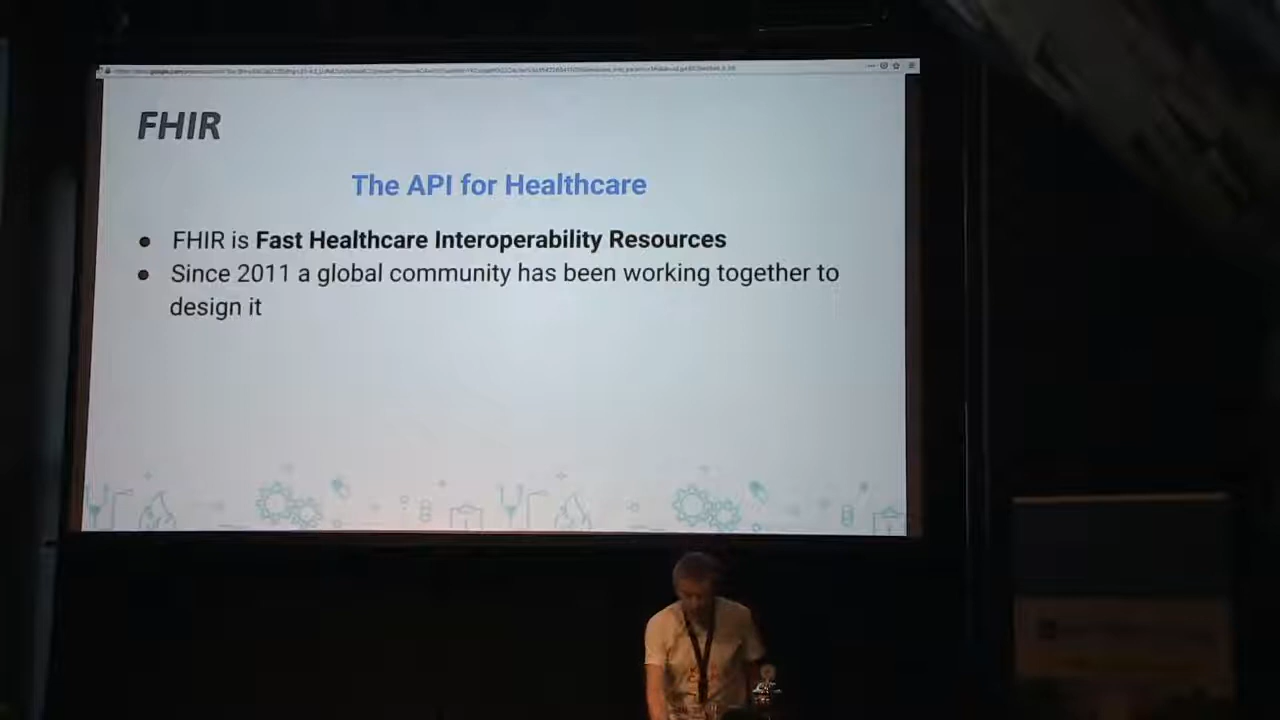 FHIR
The API for Healthcare
● FHIR is Fast Healthcare Interoperability Resources
● Since 2011 a global community has been working together to
design it